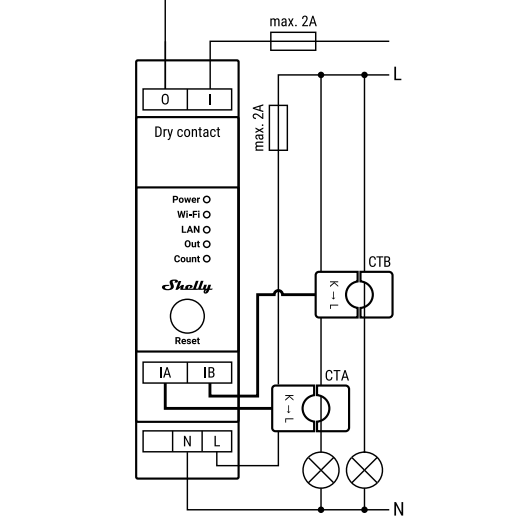 max. 2A
O I
L
max. 2A
Dry contact
Power
Wi-Fi
LAN
Out
Count
Shelly
Reset
CTB
K → L
IA IB
CTA
K → L
N L
N